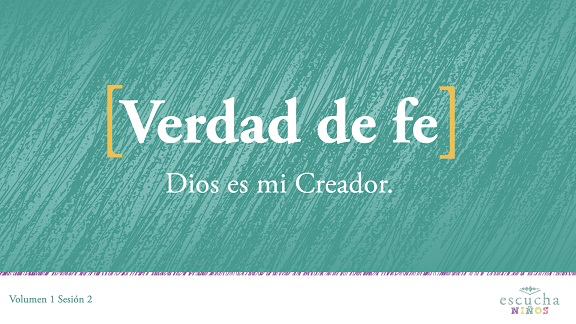 [Verdad de fe]
Dios es mi Creador.
Volumen 1 Sesión 2
escucha
NIÑOS